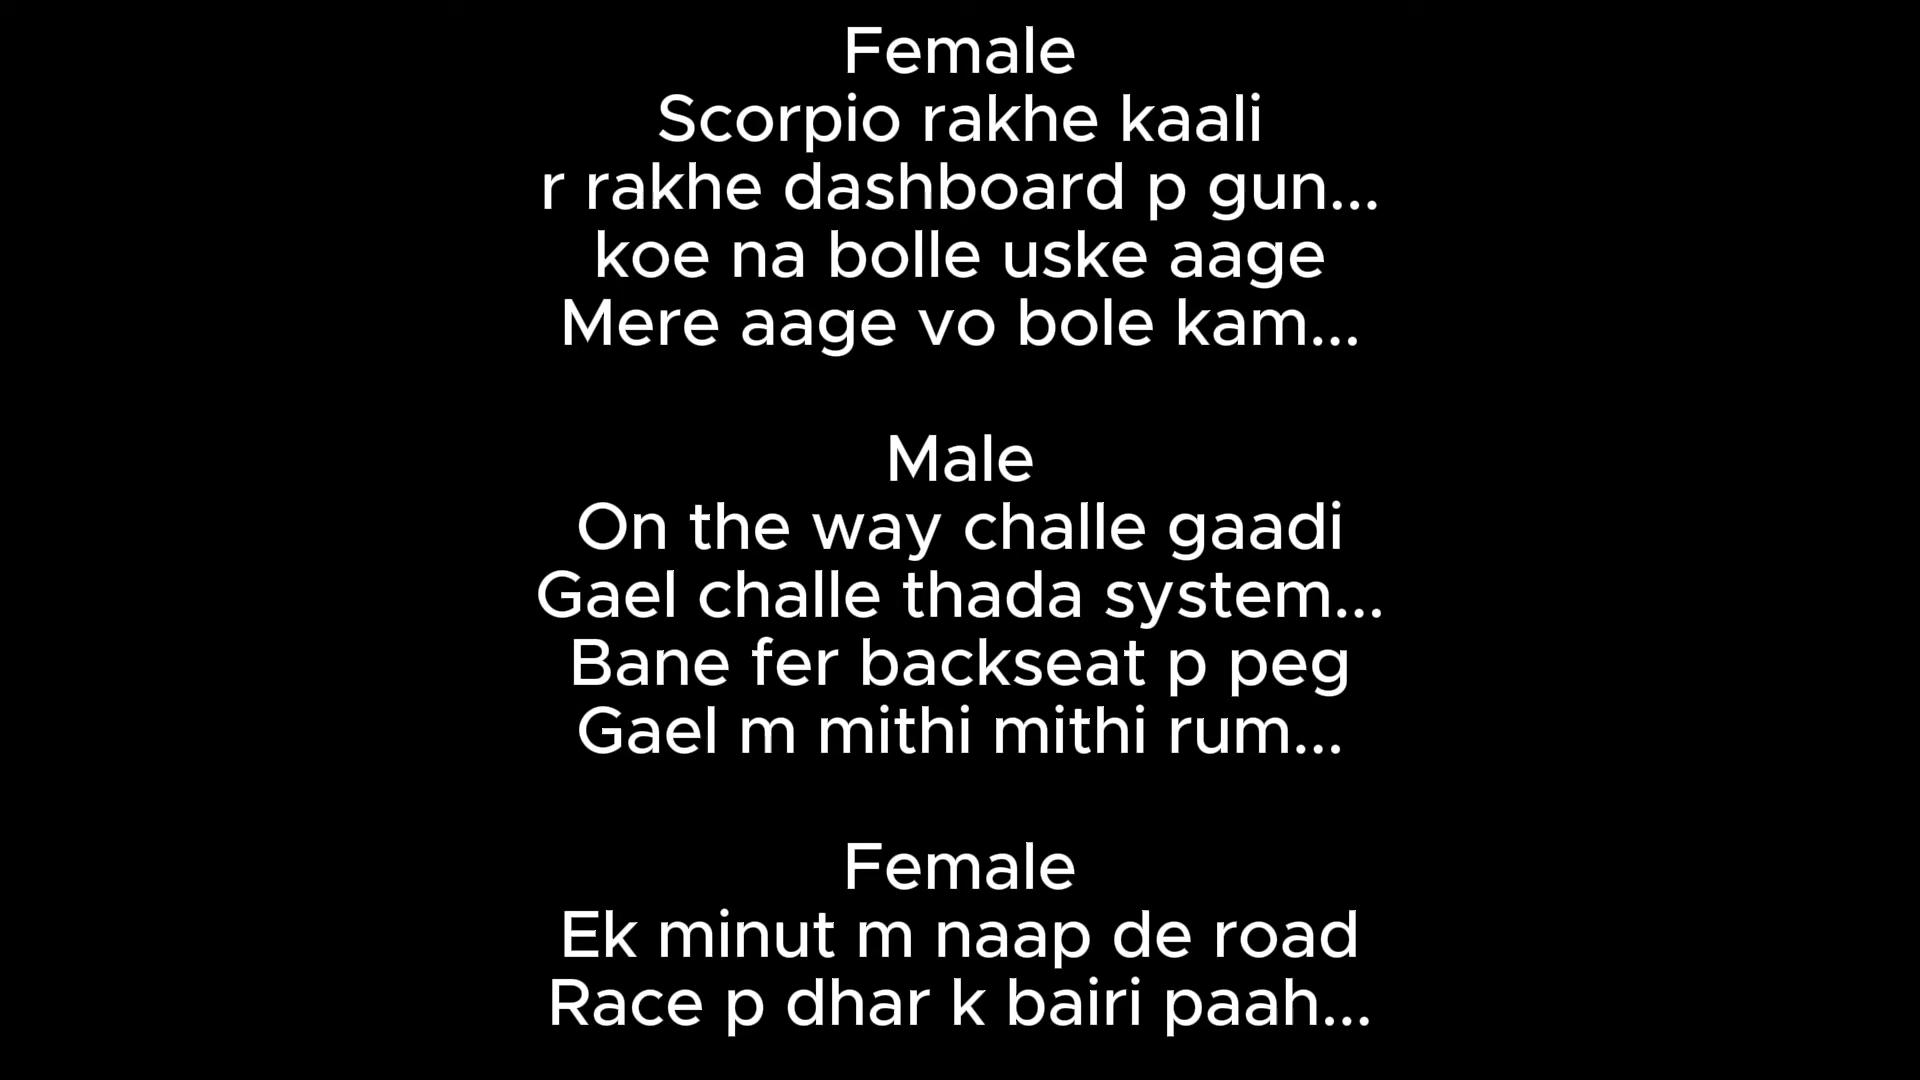 Female
Scorpio rakhe kaali
r rakhe dashboard p gun...
koe na bolle uske aage
Mere aage vo bole kam...
Male
On the way challe gaadi
Gael challe thada system...
Bane fer backseat p peg
Gael m mithi mithi rum...
Female
Ek minut m naap de road
Race p dhar k bairi paah...